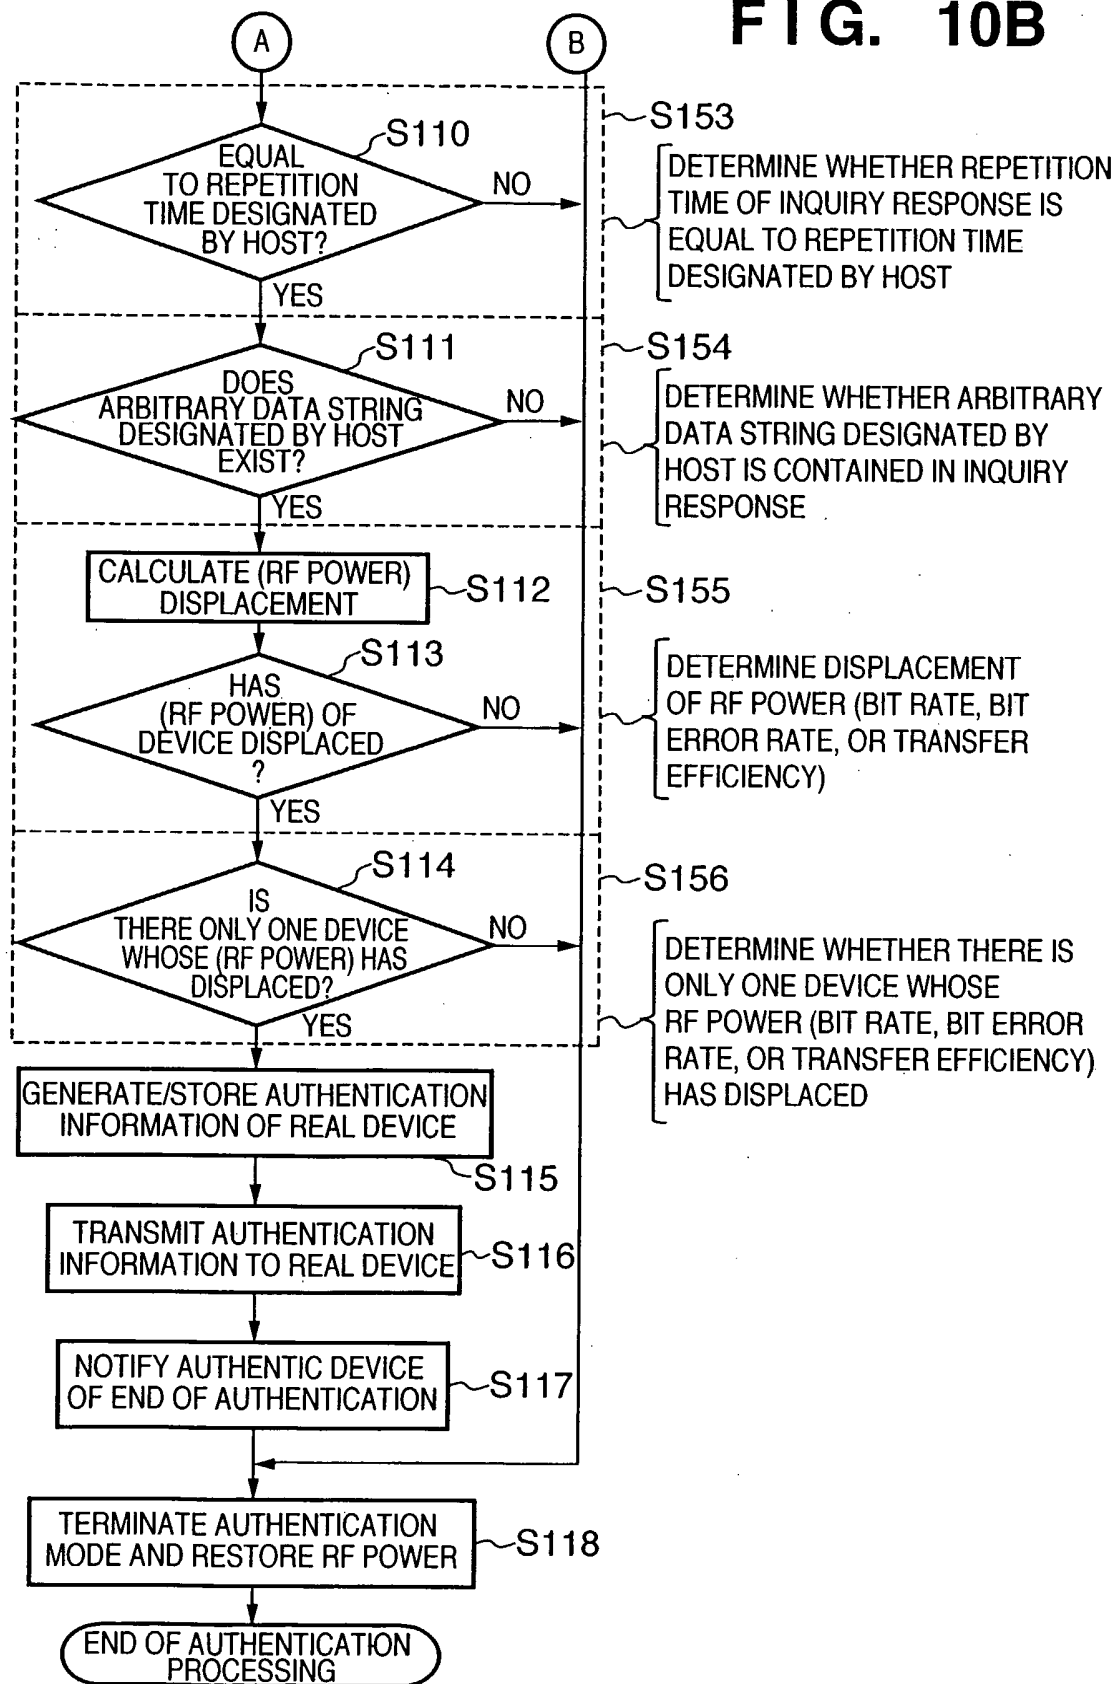 FIG. 10B
A
B
S153
S110
EQUAL
TO REPETITION
TIME DESIGNATED
BY HOST?
NO
YES
DETERMINE WHETHER REPETITION
TIME OF INQUIRY RESPONSE IS
EQUAL TO REPETITION TIME
DESIGNATED BY HOST
S111
S154
DOES
ARBITRARY DATA STRING
DESIGNATED BY HOST
EXIST?
NO
YES
DETERMINE WHETHER ARBITRARY
DATA STRING DESIGNATED BY
HOST IS CONTAINED IN INQUIRY
RESPONSE
CALCULATE (RF POWER)
DISPLACEMENT
S112
S155
S113
HAS
(RF POWER) OF
DEVICE DISPLACED
?
NO
YES
DETERMINE DISPLACEMENT
OF RF POWER (BIT RATE, BIT
ERROR RATE, OR TRANSFER
EFFICIENCY)
S114
S156
IS
THERE ONLY ONE DEVICE
WHOSE (RF POWER) HAS
DISPLACED?
NO
YES
DETERMINE WHETHER THERE IS
ONLY ONE DEVICE WHOSE
RF POWER (BIT RATE, BIT ERROR
RATE, OR TRANSFER EFFICIENCY)
HAS DISPLACED
GENERATE/STORE AUTHENTICATION
INFORMATION OF REAL DEVICE
S115
TRANSMIT AUTHENTICATION
INFORMATION TO REAL DEVICE
S116
NOTIFY AUTHENTIC DEVICE
OF END OF AUTHENTICATION
S117
TERMINATE AUTHENTICATION
MODE AND RESTORE RF POWER
S118
END OF AUTHENTICATION
PROCESSING